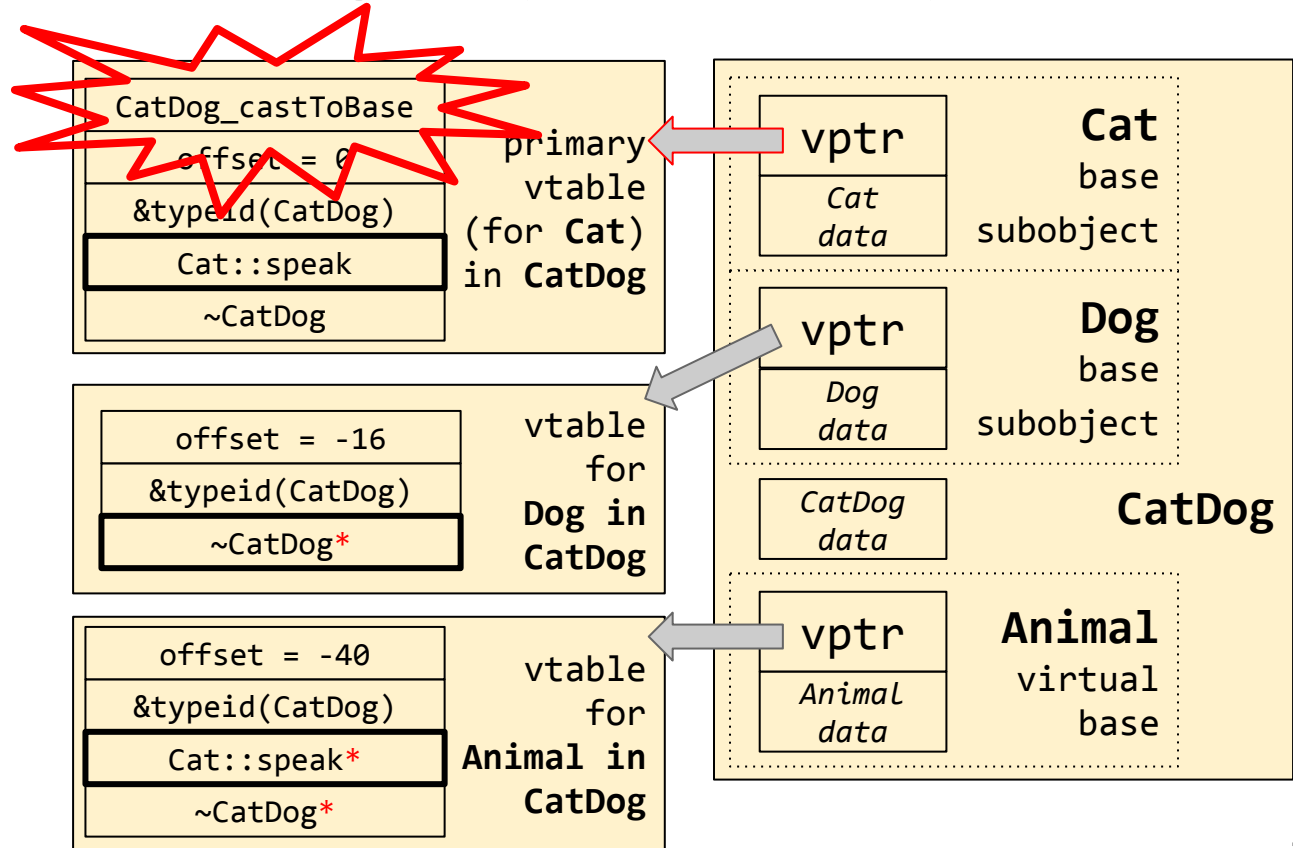 CatDog_castToBase
offset = 0
&typeid(CatDog)
Cat::speak
~CatDog
primary
vtable
(for Cat)
in CatDog
offset = -16
&typeid(CatDog)
~CatDog*
vtable
for
Dog in
CatDog
offset = -40
&typeid(CatDog)
Cat::speak*
~CatDog*
vtable
for
Animal in
CatDog
vptr
Cat
data
Cat
base
subobject
vptr
Dog
data
Dog
base
subobject
CatDog
data
CatDog
vptr
Animal
data
Animal
virtual
base